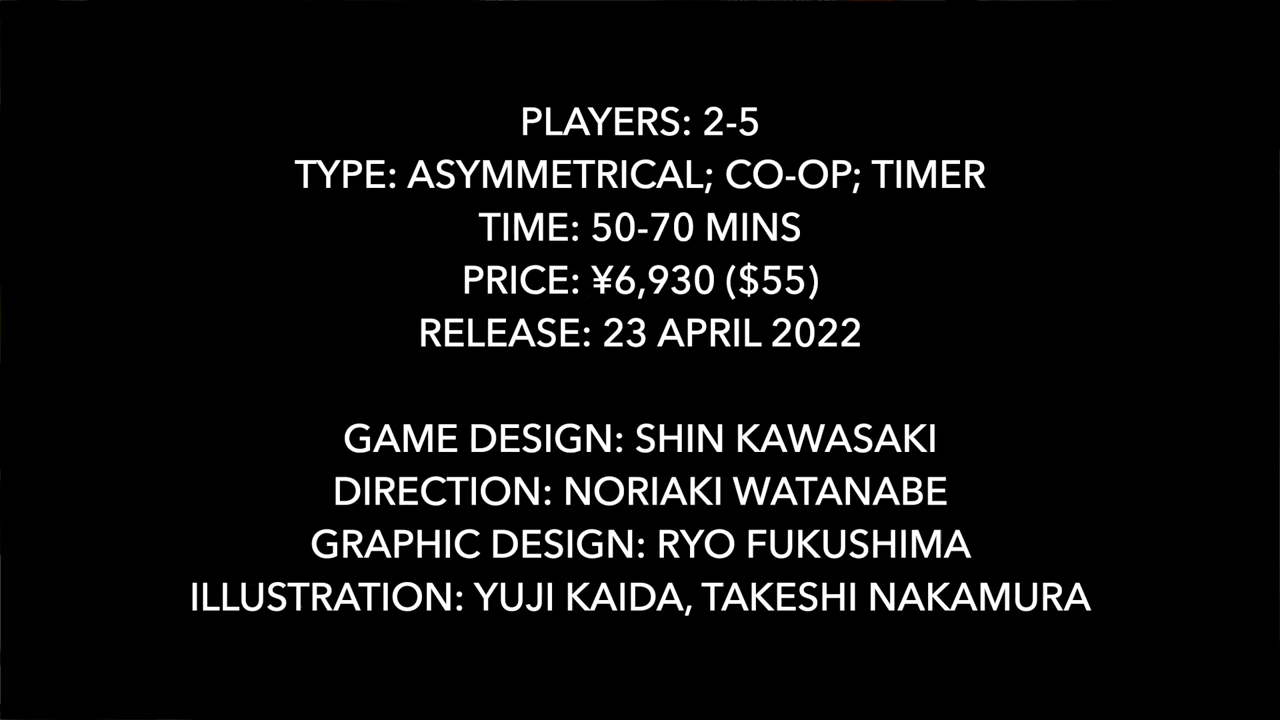 PLAYERS: 2-5
TYPE: ASYMMETRICAL; CO-OP; TIMER
TIME: 50-70 MINS
PRICE: ¥6,930 ($55)
RELEASE: 23 APRIL 2022
GAME DESIGN: SHIN KAWASAKI
DIRECTION: NORIAKI WATANABE
GRAPHIC DESIGN: RYO FUKUSHIMA
ILLUSTRATION: YUJI KAIDA, TAKESHI NAKAMURA